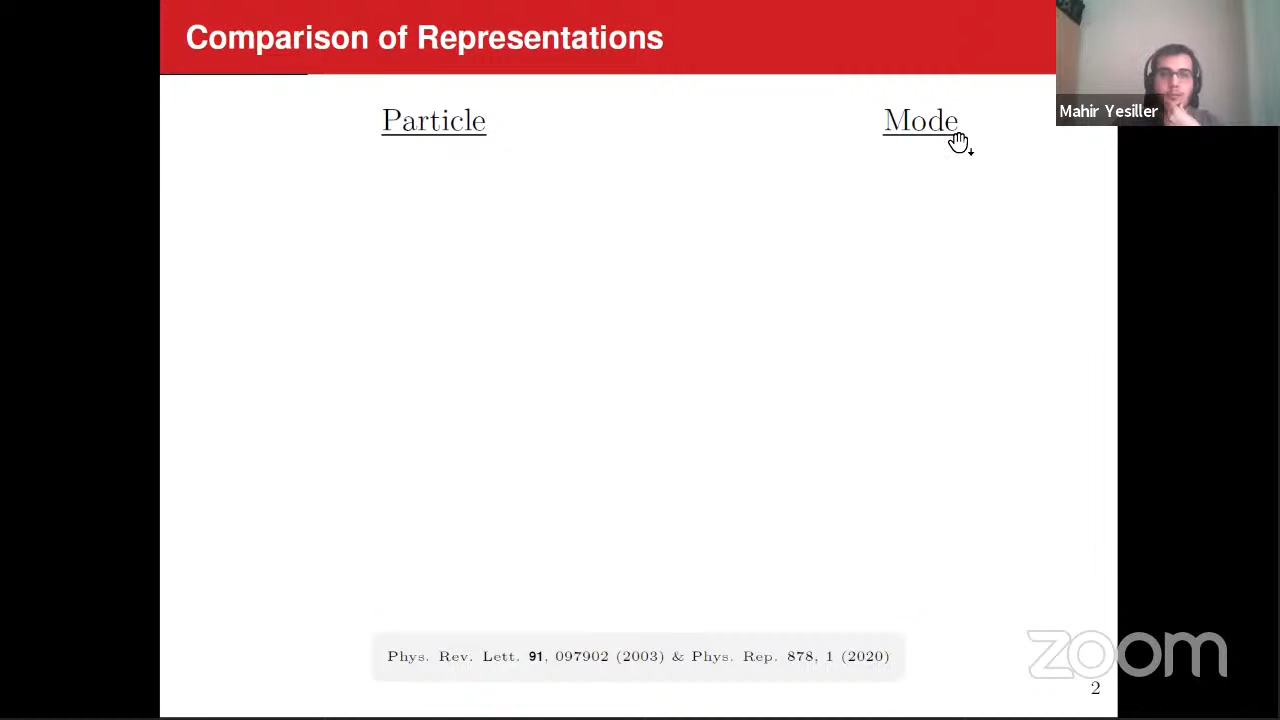 Comparison of Representations
Mahir Yesiller
Particle
Mode
Phys. Rev. Lett. 91, 097902 (2003) & Phys. Rep. 878, 1 (2020)
zoom
2